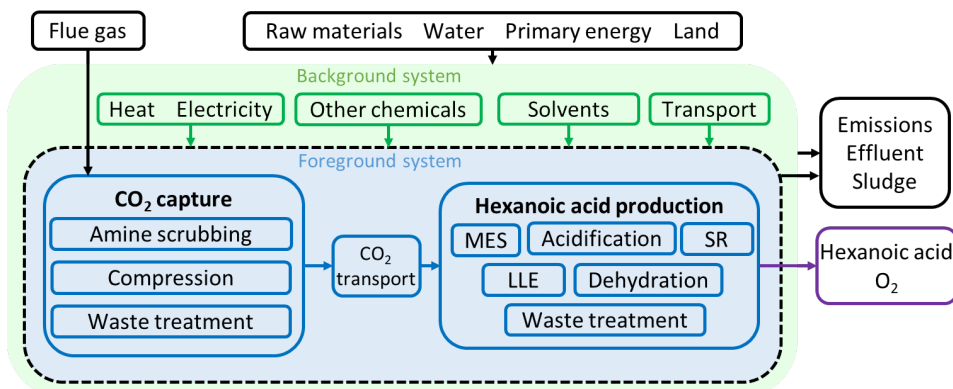 Flue gas
Raw materials Water Primary energy Land
Background system
Heat Electricity
Other chemicals
Solvents
Transport
Foreground system
CO₂ capture
Amine scrubbing
Compression
Waste treatment
CO₂
transport
Hexanoic acid production
MES
Acidification
SR
LLE
Dehydration
Waste treatment
Emissions
Effluent
Sludge
Hexanoic acid
O₂